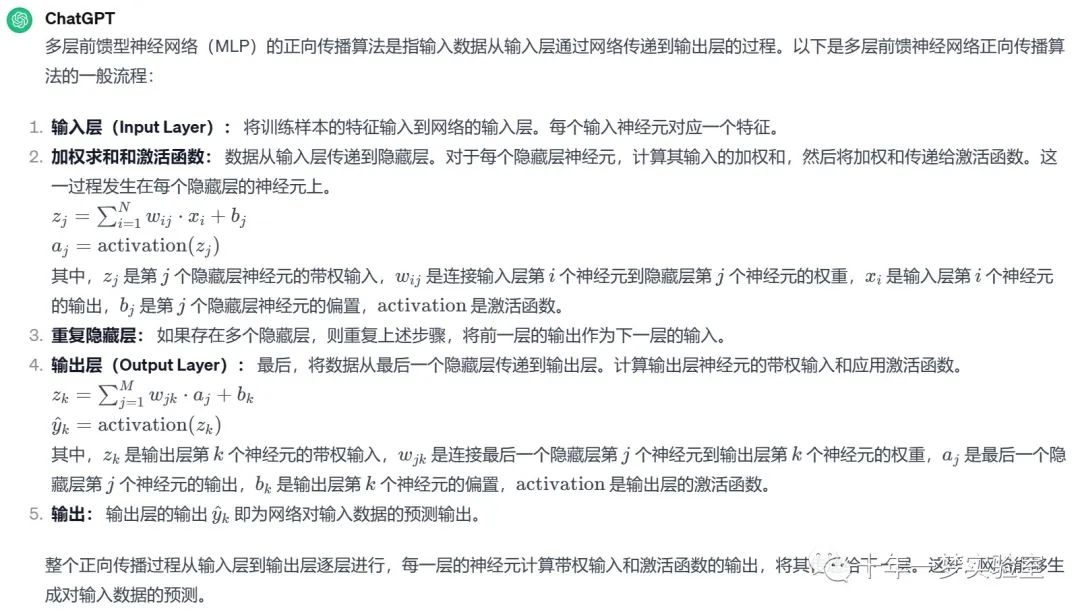 ChatGPT
多层前馈型神经网络（MLP）的正向传播算法是指输入数据从输入层通过网络传递到输出层的过程。以下是多层前馈神经网络正向传播算
法的一般流程：
1. 输入层（Input Layer）： 将训练样本的特征输入到网络的输入层。每个输入神经元对应一个特征。
2. 加权求和和激活函数： 数据从输入层传递到隐藏层。对于每个隐藏层神经元，计算其输入的加权和，然后将加权和传递给激活函数。这
一过程发生在每个隐藏层的神经元上。
z_j = ∑_{i=1}^{N} w_{ij} · x_i + b_j
a_j = activation(z_j)
其中，z_j 是第 j 个隐藏层神经元的带权输入，w_{ij} 是连接输入层第 i 个神经元到隐藏层第 j 个神经元的权重，x_i 是输入层第 i 个神经元
的输出，b_j 是第 j 个隐藏层神经元的偏置，activation 是激活函数。
3. 重复隐藏层： 如果存在多个隐藏层，则重复上述步骤，将前一层的输出作为下一层的输入。
4. 输出层（Output Layer）： 最后，将数据从最后一个隐藏层传递到输出层。计算输出层神经元的带权输入和应用激活函数。
z_k = ∑_{j=1}^{M} w_{jk} · a_j + b_k
ŷ_k = activation(z_k)
其中，z_k 是输出层第 k 个神经元的带权输入，w_{jk} 是连接最后一个隐藏层第 j 个神经元到输出层第 k 个神经元的权重，a_j 是最后一个隐
藏层第 j 个神经元的输出，b_k 是输出层第 k 个神经元的偏置，activation 是输出层的激活函数。
5. 输出： 输出层的输出 ŷ_k 即为网络对输入数据的预测输出。
整个正向传播过程从输入层到输出层逐层进行，每一层的神经元计算带权输入和激活函数的输出，将其给下一层。这网络能够生
成对输入数据的预测。
十年一梦实验室